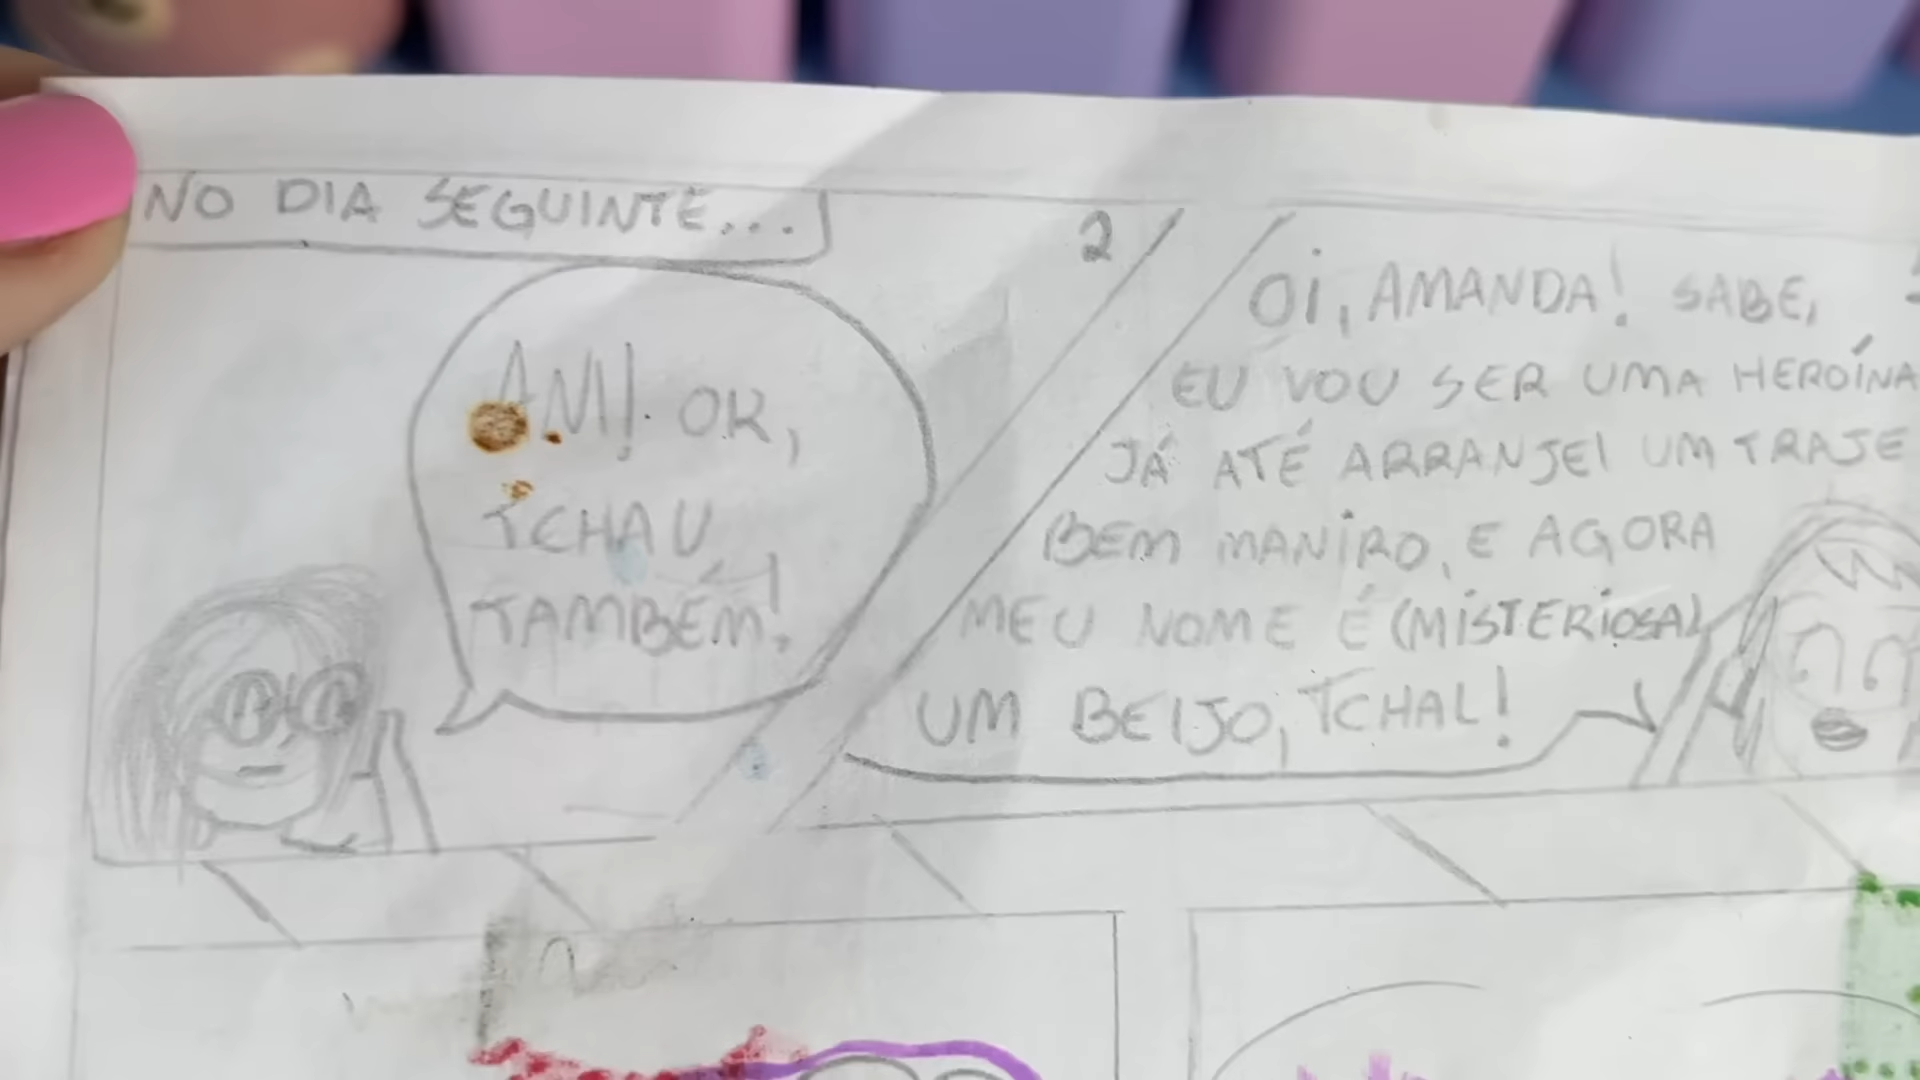 NO DIA SEGUINTE...
ANI! OK,
TCHAU
TAMBÉM!
2
OI, AMANDA! SABE,
EU VOU SER UMA HEROÍNA
JÁ ATÉ ARRANJEI UM TRAJE
BEM MANIRO, E AGORA
MEU NOME É (MISTERIOSA)
UM BEIJO, TCHAL!